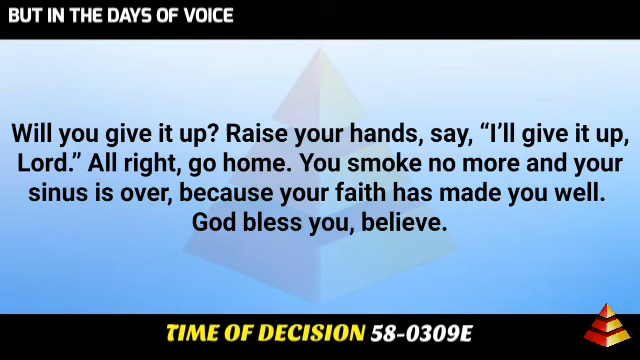 BUT IN THE DAYS OF VOICE
Will you give it up? Raise your hands, say, “I’ll give it up,
Lord.” All right, go home. You smoke no more and your
sinus is over, because your faith has made you well.
God bless you, believe.
TIME OF DECISION 58-0309E